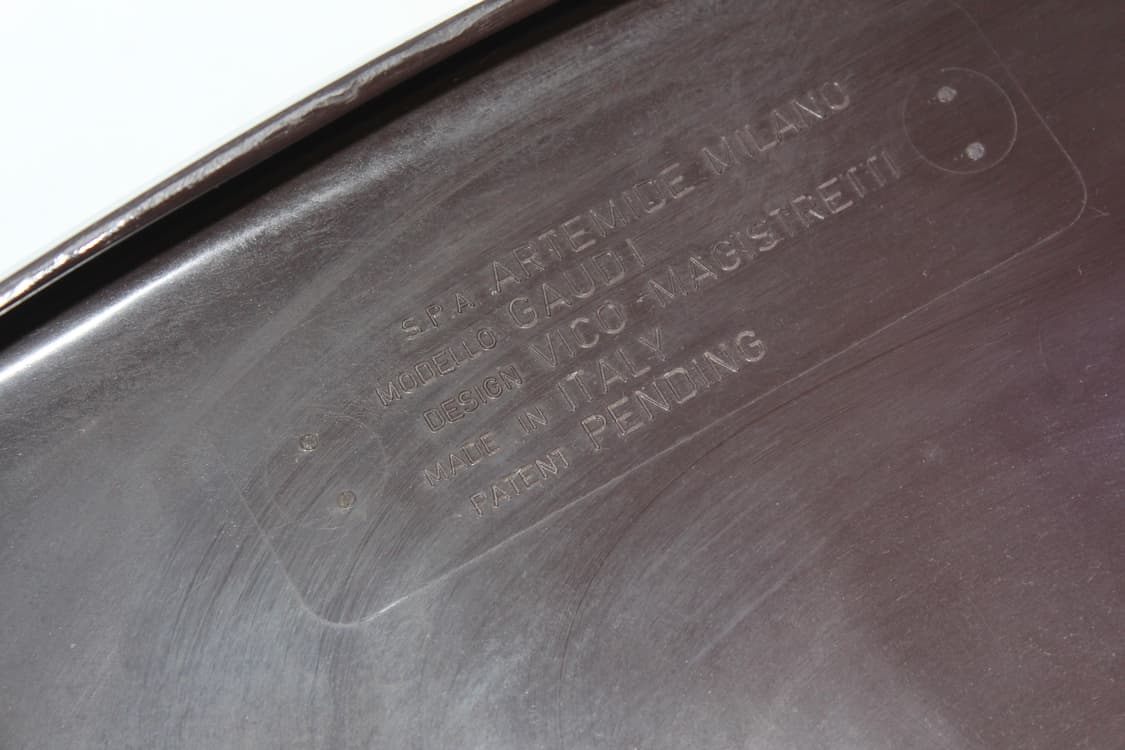 S.P.A. ARTEMIDE MILANO
MODELLO GAUDI
DESIGN VICO MAGISTRETTI
MADE IN ITALY
PATENT PENDING